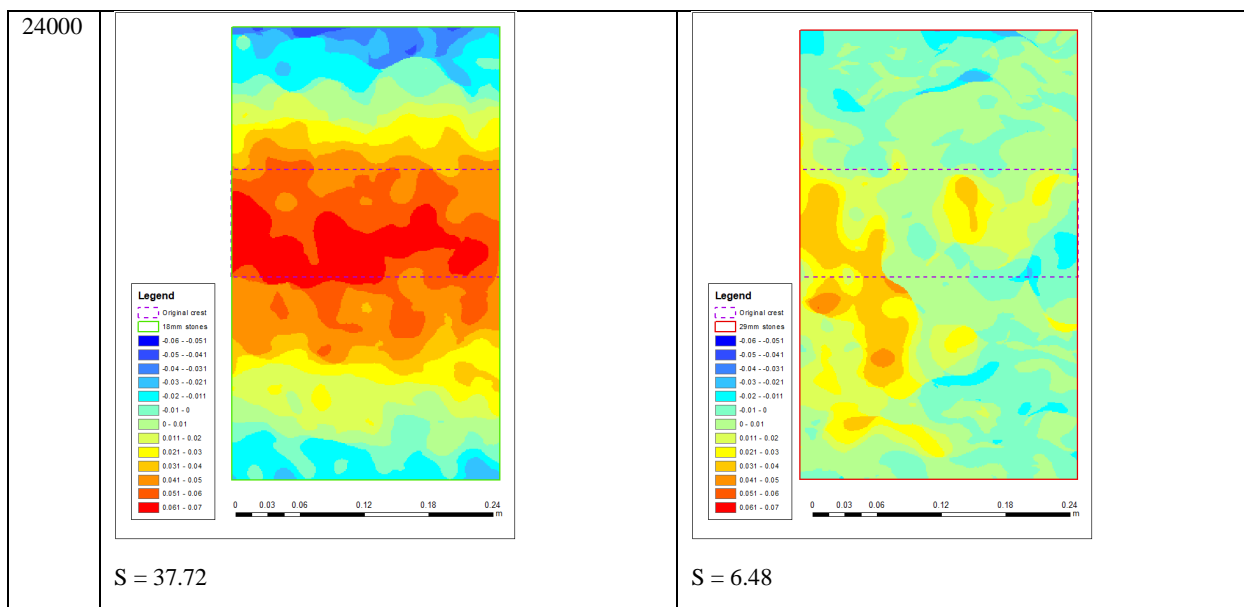 24000
Legend
Original crest
18mm stones
-0.06 - -0.051
-0.05 - -0.041
-0.04 - -0.031
-0.03 - -0.021
-0.02 - -0.011
-0.01 - 0
0 - 0.01
0.011 - 0.02
0.021 - 0.03
0.031 - 0.04
0.041 - 0.05
0.051 - 0.06
0.061 - 0.07
0 0.03 0.06 0.12 0.18 0.24
m
S = 37.72
Legend
Original crest
29mm stones
-0.06 - -0.051
-0.05 - -0.041
-0.04 - -0.031
-0.03 - -0.021
-0.02 - -0.011
-0.01 - 0
0 - 0.01
0.011 - 0.02
0.021 - 0.03
0.031 - 0.04
0.041 - 0.05
0.051 - 0.06
0.061 - 0.07
0 0.03 0.06 0.12 0.18 0.24
m
S = 6.48